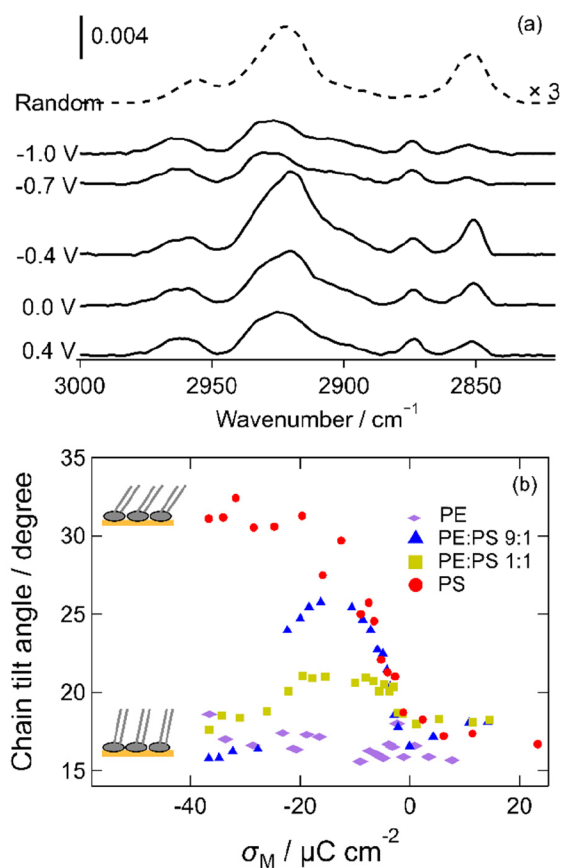 (a)
0.004
Random
× 3
-1.0 V
-0.7 V
-0.4 V
0.0 V
0.4 V
3000 2950 2900 2850
Wavenumber / cm⁻¹
(b)
35
30
25
20
15
Chain tilt angle / degree
PE
PE:PS 9:1
PE:PS 1:1
PS
-40 -20 0 20
σM / µC cm⁻²